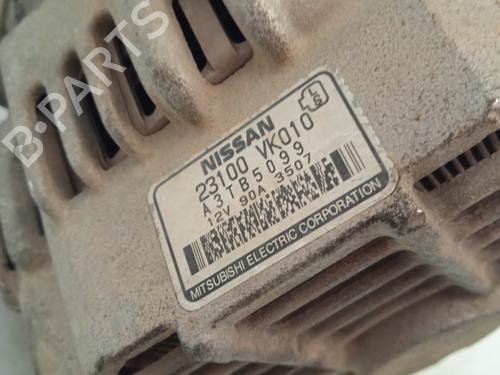 B-PARTS
NISSAN
23100 VK010
A3TB5099
12V 90A 3507
MITSUBISHI ELECTRIC CORPORATION
L
S